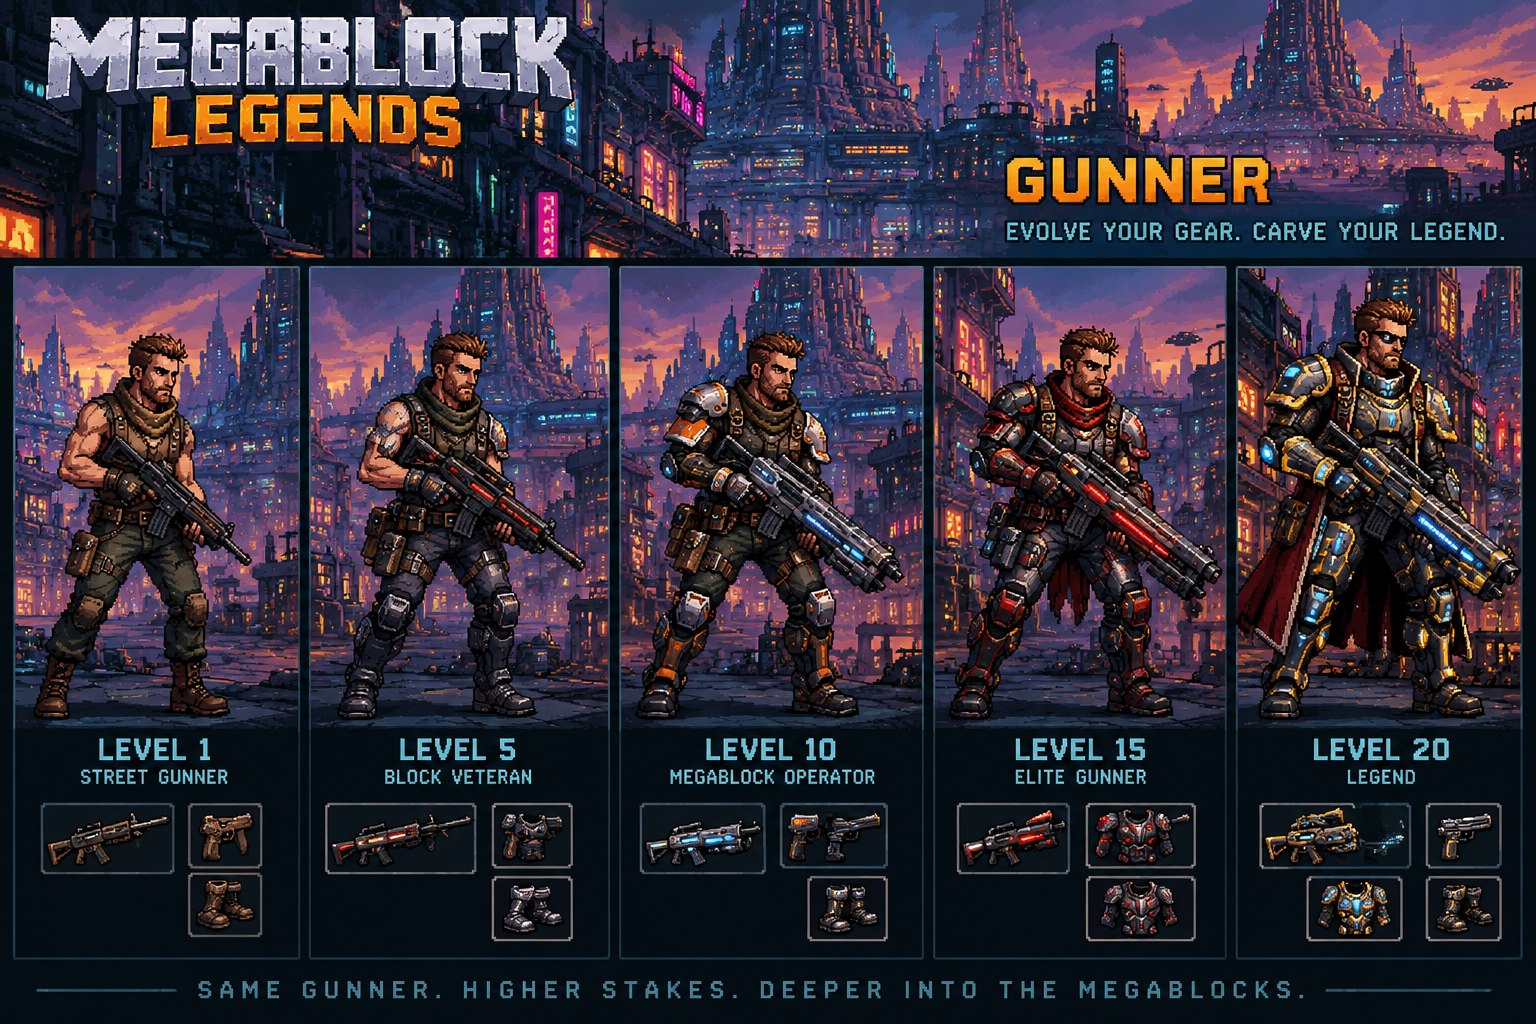 MEGABLOCK
LEGENDS
GUNNER
EVOLVE YOUR GEAR. CARVE YOUR LEGEND.
LEVEL 1
STREET GUNNER
LEVEL 5
BLOCK VETERAN
LEVEL 10
MEGABLOCK OPERATOR
LEVEL 15
ELITE GUNNER
LEVEL 20
LEGEND
SAME GUNNER. HIGHER STAKES. DEEPER INTO THE MEGABLOCKS.